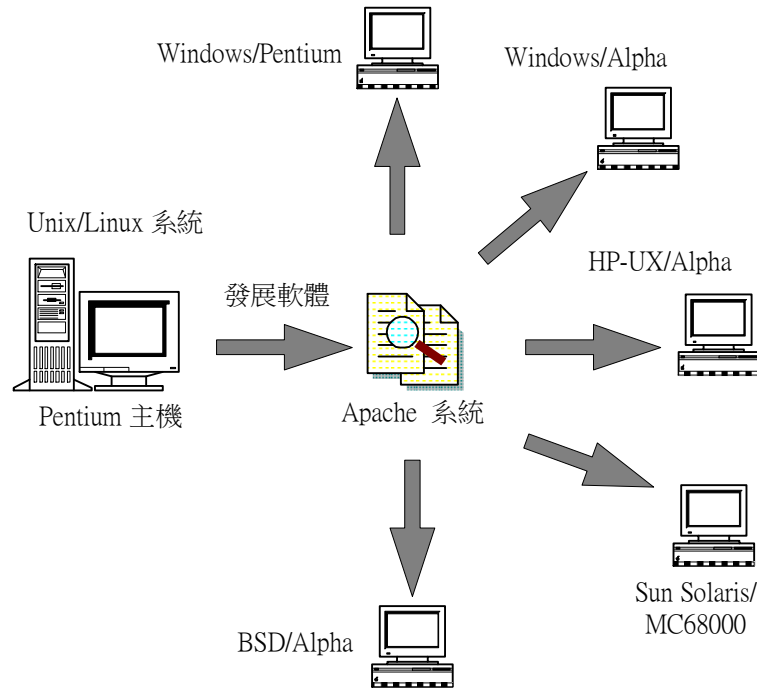 Windows/Pentium
Windows/Alpha
Unix/Linux 系統
HP-UX/Alpha
發展軟體
Pentium 主機
Apache 系統
Sun Solaris/
MC68000
BSD/Alpha